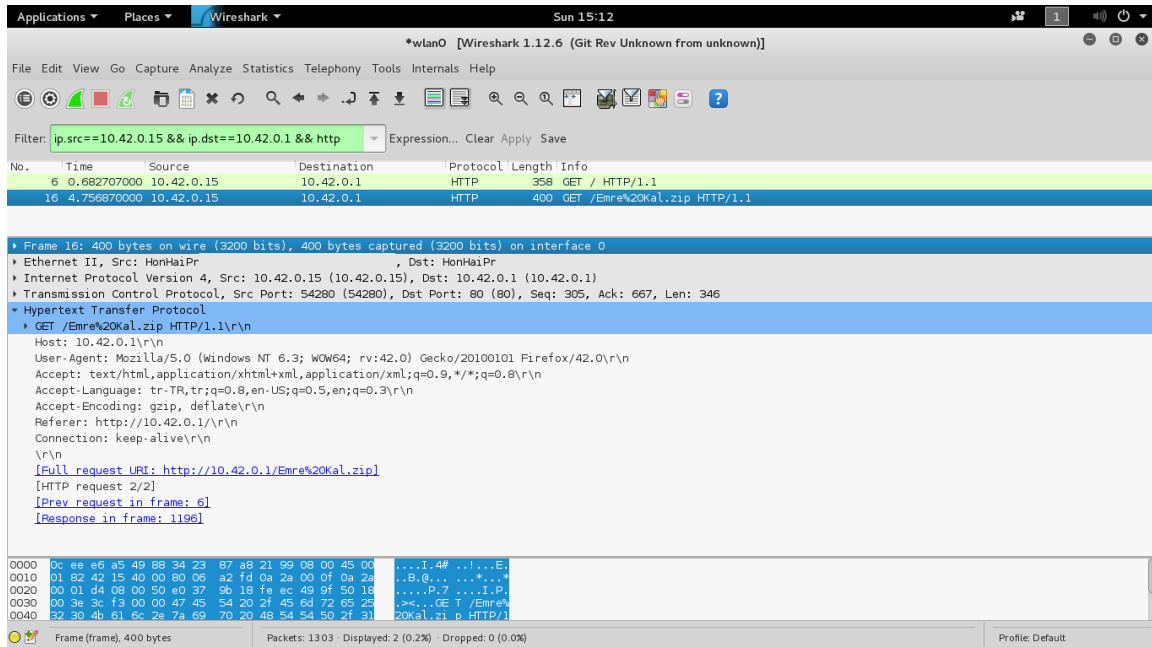 Applications Places Wireshark Sun 15:12 1
*wlan0 [Wireshark 1.12.6 (Git Rev Unknown from unknown)]
File Edit View Go Capture Analyze Statistics Telephony Tools Internals Help
Filter: ip.src==10.42.0.15 && ip.dst==10.42.0.1 && http Expression... Clear Apply Save
No. Time Source Destination Protocol Length Info
6 0.682707000 10.42.0.15 10.42.0.1 HTTP 358 GET / HTTP/1.1
16 4.756870000 10.42.0.15 10.42.0.1 HTTP 400 GET /Emre%20Kal.zip HTTP/1.1
Frame 16: 400 bytes on wire (3200 bits), 400 bytes captured (3200 bits) on interface 0
Ethernet II, Src: HonHaiPr , Dst: HonHaiPr
Internet Protocol Version 4, Src: 10.42.0.15 (10.42.0.15), Dst: 10.42.0.1 (10.42.0.1)
Transmission Control Protocol, Src Port: 54280 (54280), Dst Port: 80 (80), Seq: 305, Ack: 667, Len: 346
Hypertext Transfer Protocol
GET /Emre%20Kal.zip HTTP/1.1\r\n
Host: 10.42.0.1\r\n
User-Agent: Mozilla/5.0 (Windows NT 6.3; WOW64; rv:42.0) Gecko/20100101 Firefox/42.0\r\n
Accept: text/html,application/xhtml+xml,application/xml;q=0.9,*/*;q=0.8\r\n
Accept-Language: tr-TR,tr;q=0.8,en-US;q=0.5,en;q=0.3\r\n
Accept-Encoding: gzip, deflate\r\n
Referer: http://10.42.0.1/\r\n
Connection: keep-alive\r\n
\r\n
[Full request URI: http://10.42.0.1/Emre%20Kal.zip]
[HTTP request 2/2]
[Prev request in frame: 6]
[Response in frame: 1196]
0000 0c ee e6 a5 49 88 34 23 87 a8 21 99 08 00 45 00 ....I.4# ..!...E.
0010 01 82 42 15 40 00 80 06 a2 fd 0a 2a 00 0f 0a 2a ..B.@... ...*...*
0020 00 01 d4 08 00 50 e0 37 9b 18 fe ec 49 9f 50 18 .....P.7 ....I.P.
0030 00 3e 3c f3 00 00 47 45 54 20 2f 45 6d 72 65 25 .><...GE T /Emre%
0040 32 30 4b 61 6c 2e 7a 69 70 20 48 54 54 50 2f 31 20Kal.zi p HTTP/1
Frame (frame), 400 bytes Packets: 1303 · Displayed: 2 (0.2%) · Dropped: 0 (0.0%) Profile: Default